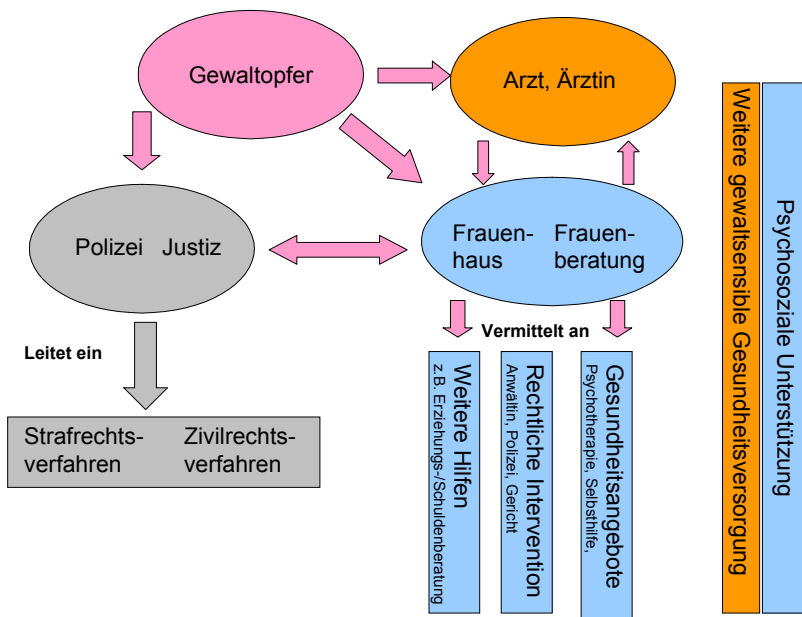 Gewaltopfer
Arzt, Ärztin
Polizei Justiz
Frauen-
haus
Frauen-
beratung
Leitet ein
Vermittelt an
Strafrechts-
verfahren
Zivilrechts-
verfahren
Weitere Hilfen
z.B. Erziehungs-/Schuldenberatung
Rechtliche Intervention
Anwältin, Polizei, Gericht
Gesundheitsangebote
Psychotherapie, Selbsthilfe,
Weitere gewaltsensible Gesundheitsversorgung
Psychosoziale Unterstützung